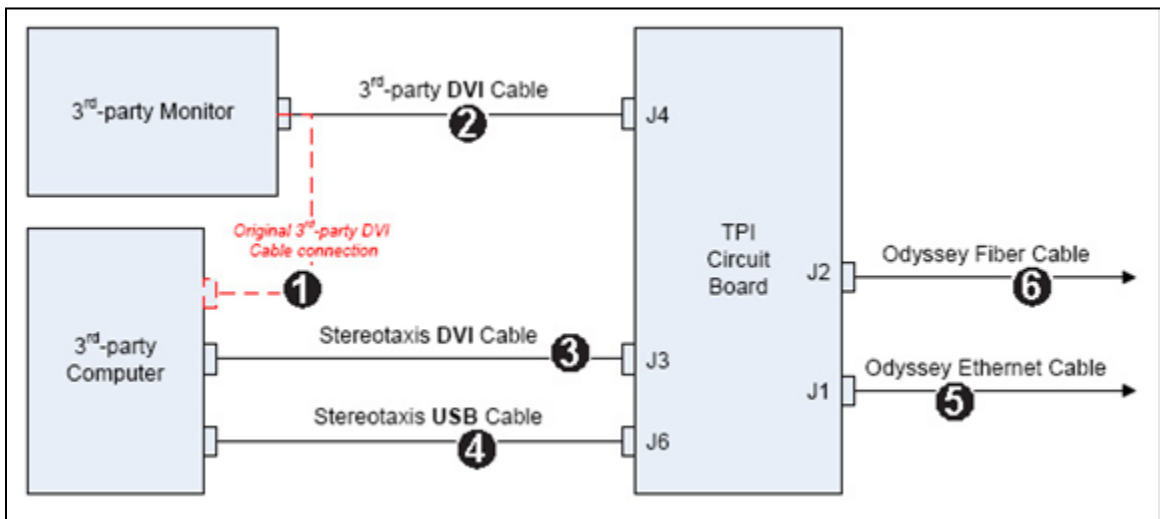 3rd-party Monitor
3rd-party DVI Cable
2
J4
Original 3rd-party DVI
Cable connection
1
3rd-party
Computer
Stereotaxis DVI Cable
3
J3
Stereotaxis USB Cable
4
J6
TPI
Circuit
Board
J2
Odyssey Fiber Cable
6
J1
Odyssey Ethernet Cable
5